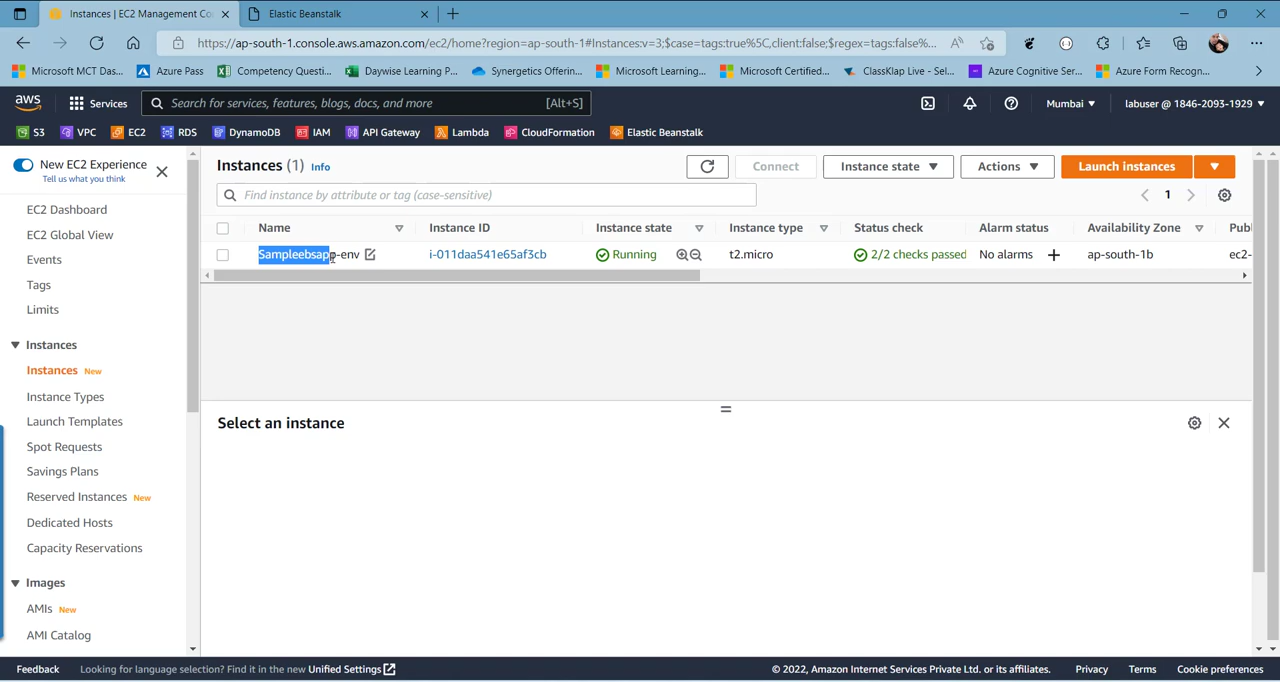 Instances | EC2 Management Co
Elastic Beanstalk
https://ap-south-1.console.aws.amazon.com/ec2/home?region=ap-south-1#Instances:v=3;$case=tags:true%5C,client:false;$regex=tags:false%...
Microsoft MCT Das...
Azure Pass
Competency Questi...
Daywise Learning P...
Synergetics Offerin...
Microsoft Learning...
Microsoft Certified...
ClassKlap Live - Sel...
Azure Cognitive Ser...
Azure Form Recogn...
aws
Services
Search for services, features, blogs, docs, and more
[Alt+S]
Mumbai
labuser @ 1846-2093-1929
S3
VPC
EC2
RDS
DynamoDB
IAM
API Gateway
Lambda
CloudFormation
Elastic Beanstalk
New EC2 Experience
Tell us what you think
EC2 Dashboard
EC2 Global View
Events
Tags
Limits
Instances
Instances New
Instance Types
Launch Templates
Spot Requests
Savings Plans
Reserved Instances New
Dedicated Hosts
Capacity Reservations
Images
AMIs New
AMI Catalog
Instances (1) Info
Connect
Instance state
Actions
Launch instances
Find instance by attribute or tag (case-sensitive)
1
Name
Instance ID
Instance state
Instance type
Status check
Alarm status
Availability Zone
Publ
Sampleebsapp-env
i-011daa541e65af3cb
Running
t2.micro
2/2 checks passed
No alarms
ap-south-1b
ec2-
Select an instance
Feedback
Looking for language selection? Find it in the new Unified Settings
© 2022, Amazon Internet Services Private Ltd. or its affiliates.
Privacy
Terms
Cookie preferences